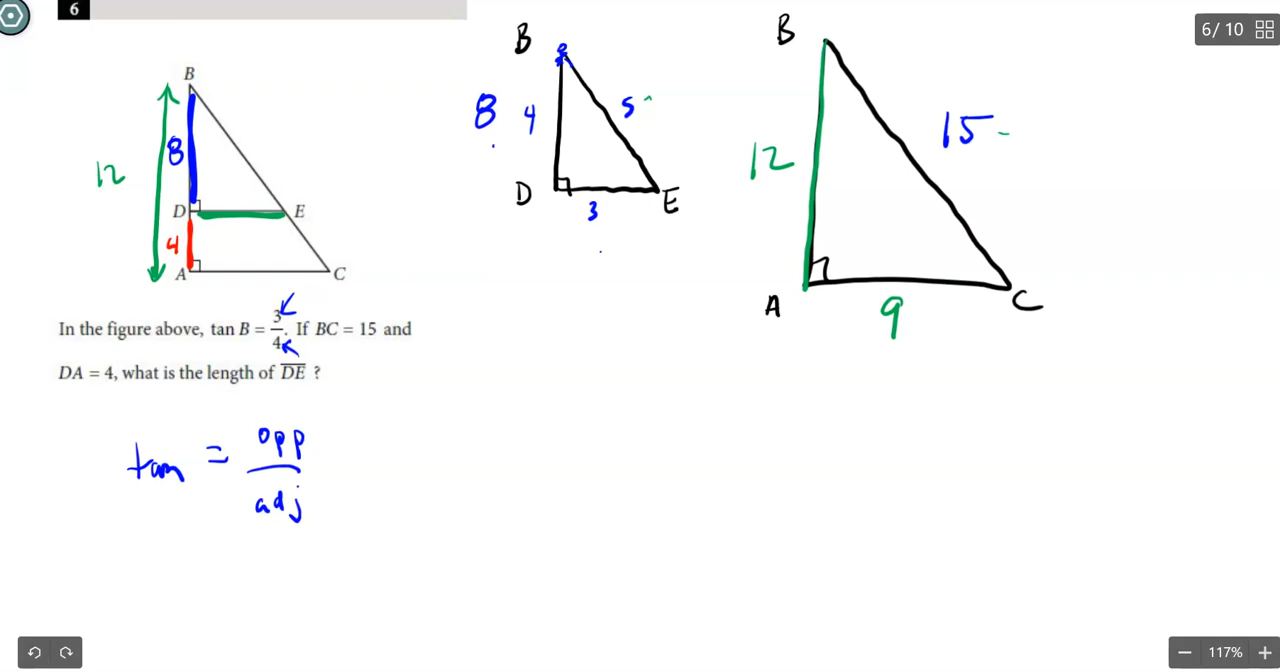 6
6 / 10
B
12
8
D
E
4
A
C
B
8
4
5
D
3
E
B
12
15
A
9
C
In the figure above, tan B = 3/4. If BC = 15 and
DA = 4, what is the length of DE ?
tan = opp
adj
117%